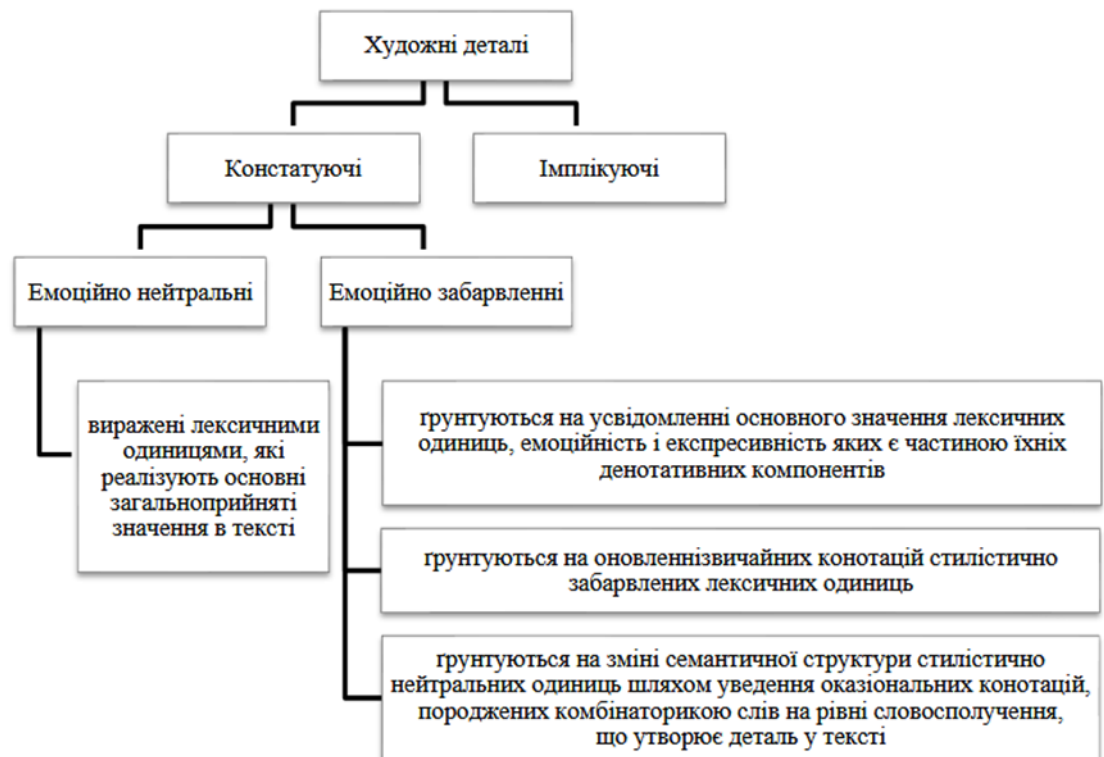 Художні деталі
Констатуючі
Імплікуючі
Емоційно нейтральні
Емоційно забарвленні
виражені лексичними
одиницями, які
реалізують основні
загальноприйняті
значення в тексті
ґрунтуються на усвідомленні основного значення лексичних
одиниць, емоційність і експресивність яких є частиною їхніх
денотативних компонентів
ґрунтуються на оновленнізвичайних конотацій стилістично
забарвлених лексичних одиниць
ґрунтуються на зміні семантичної структури стилістично
нейтральних одиниць шляхом уведення оказіональних конотацій,
породжених комбінаторикою слів на рівні словосполучення,
що утворює деталь у тексті